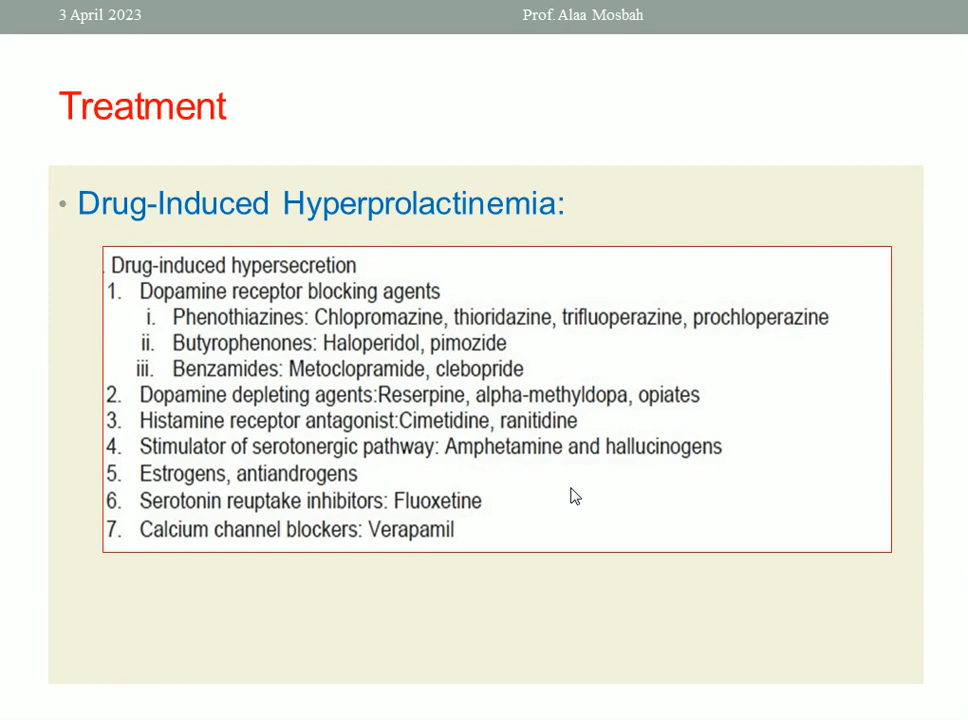 3 April 2023
Prof. Alaa Mosbah
Treatment
• Drug-Induced Hyperprolactinemia:
. Drug-induced hypersecretion
1. Dopamine receptor blocking agents
i. Phenothiazines: Chlopromazine, thioridazine, trifluoperazine, prochloperazine
ii. Butyrophenones: Haloperidol, pimozide
iii. Benzamides: Metoclopramide, clebopride
2. Dopamine depleting agents:Reserpine, alpha-methyldopa, opiates
3. Histamine receptor antagonist:Cimetidine, ranitidine
4. Stimulator of serotonergic pathway: Amphetamine and hallucinogens
5. Estrogens, antiandrogens
6. Serotonin reuptake inhibitors: Fluoxetine
7. Calcium channel blockers: Verapamil